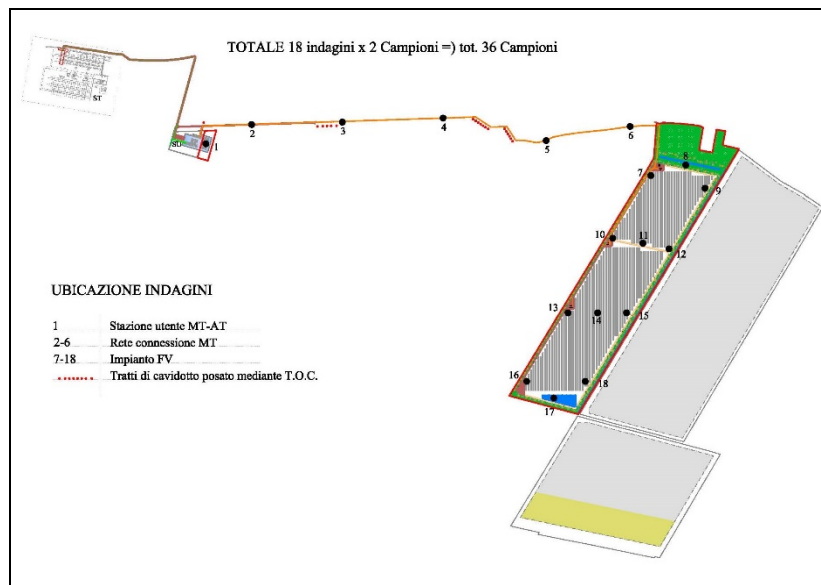 TOTALE 18 indagini x 2 Campioni =) tot. 36 Campioni
ST
SU
1
2
3
4
5
6
7
8
9
10
11
12
13
14
15
16
17
18
UBICAZIONE INDAGINI
1 Stazione utente MT-AT
2-6 Rete connessione MT
7-18 Impianto FV
Tratti di cavidotto posato mediante T.O.C.